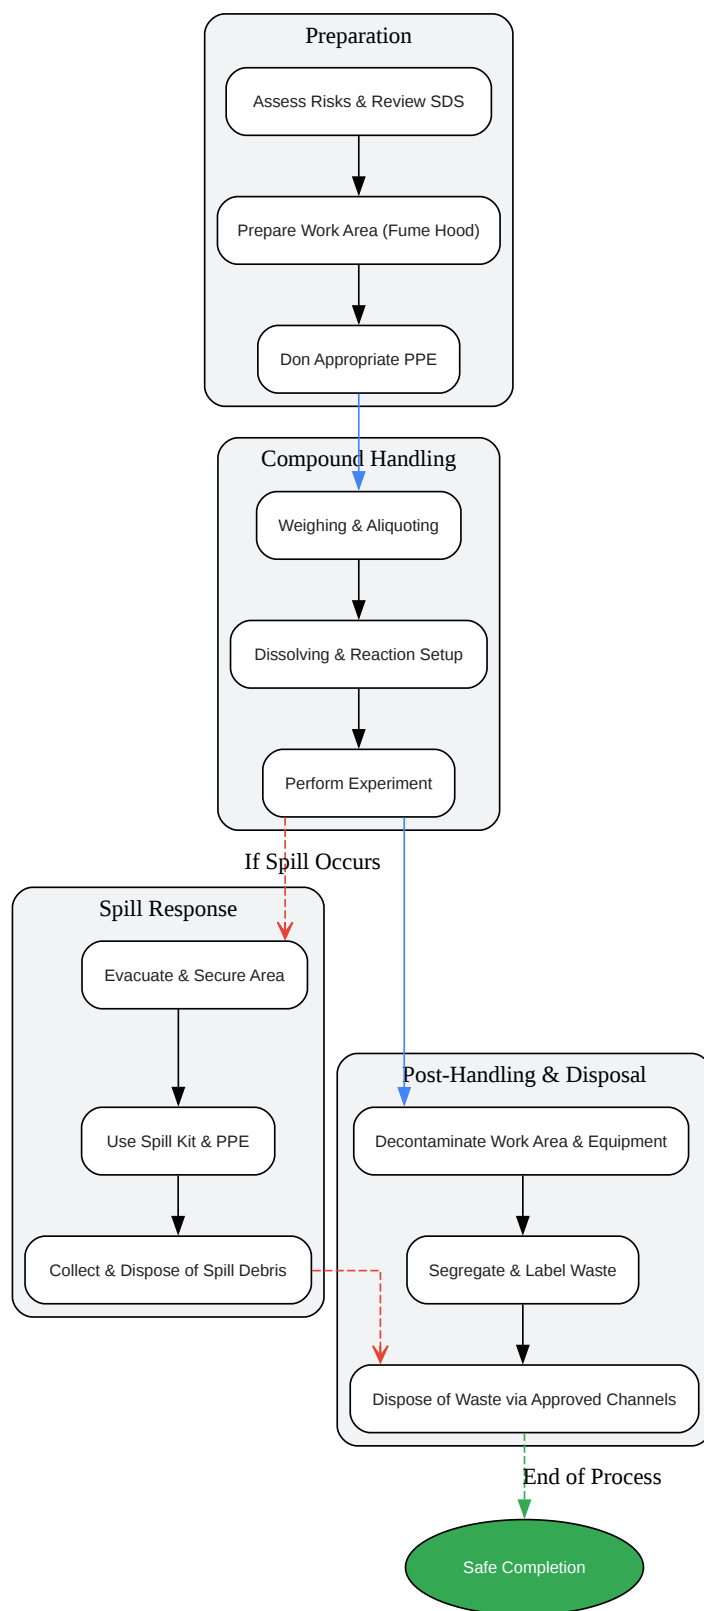 Preparation
Assess Risks & Review SDS
Prepare Work Area (Fume Hood)
Don Appropriate PPE
Compound Handling
Weighing & Aliquoting
Dissolving & Reaction Setup
Perform Experiment
If Spill Occurs
Spill Response
Evacuate & Secure Area
Use Spill Kit & PPE
Collect & Dispose of Spill Debris
Post-Handling & Disposal
Decontaminate Work Area & Equipment
Segregate & Label Waste
Dispose of Waste via Approved Channels
End of Process
Safe Completion